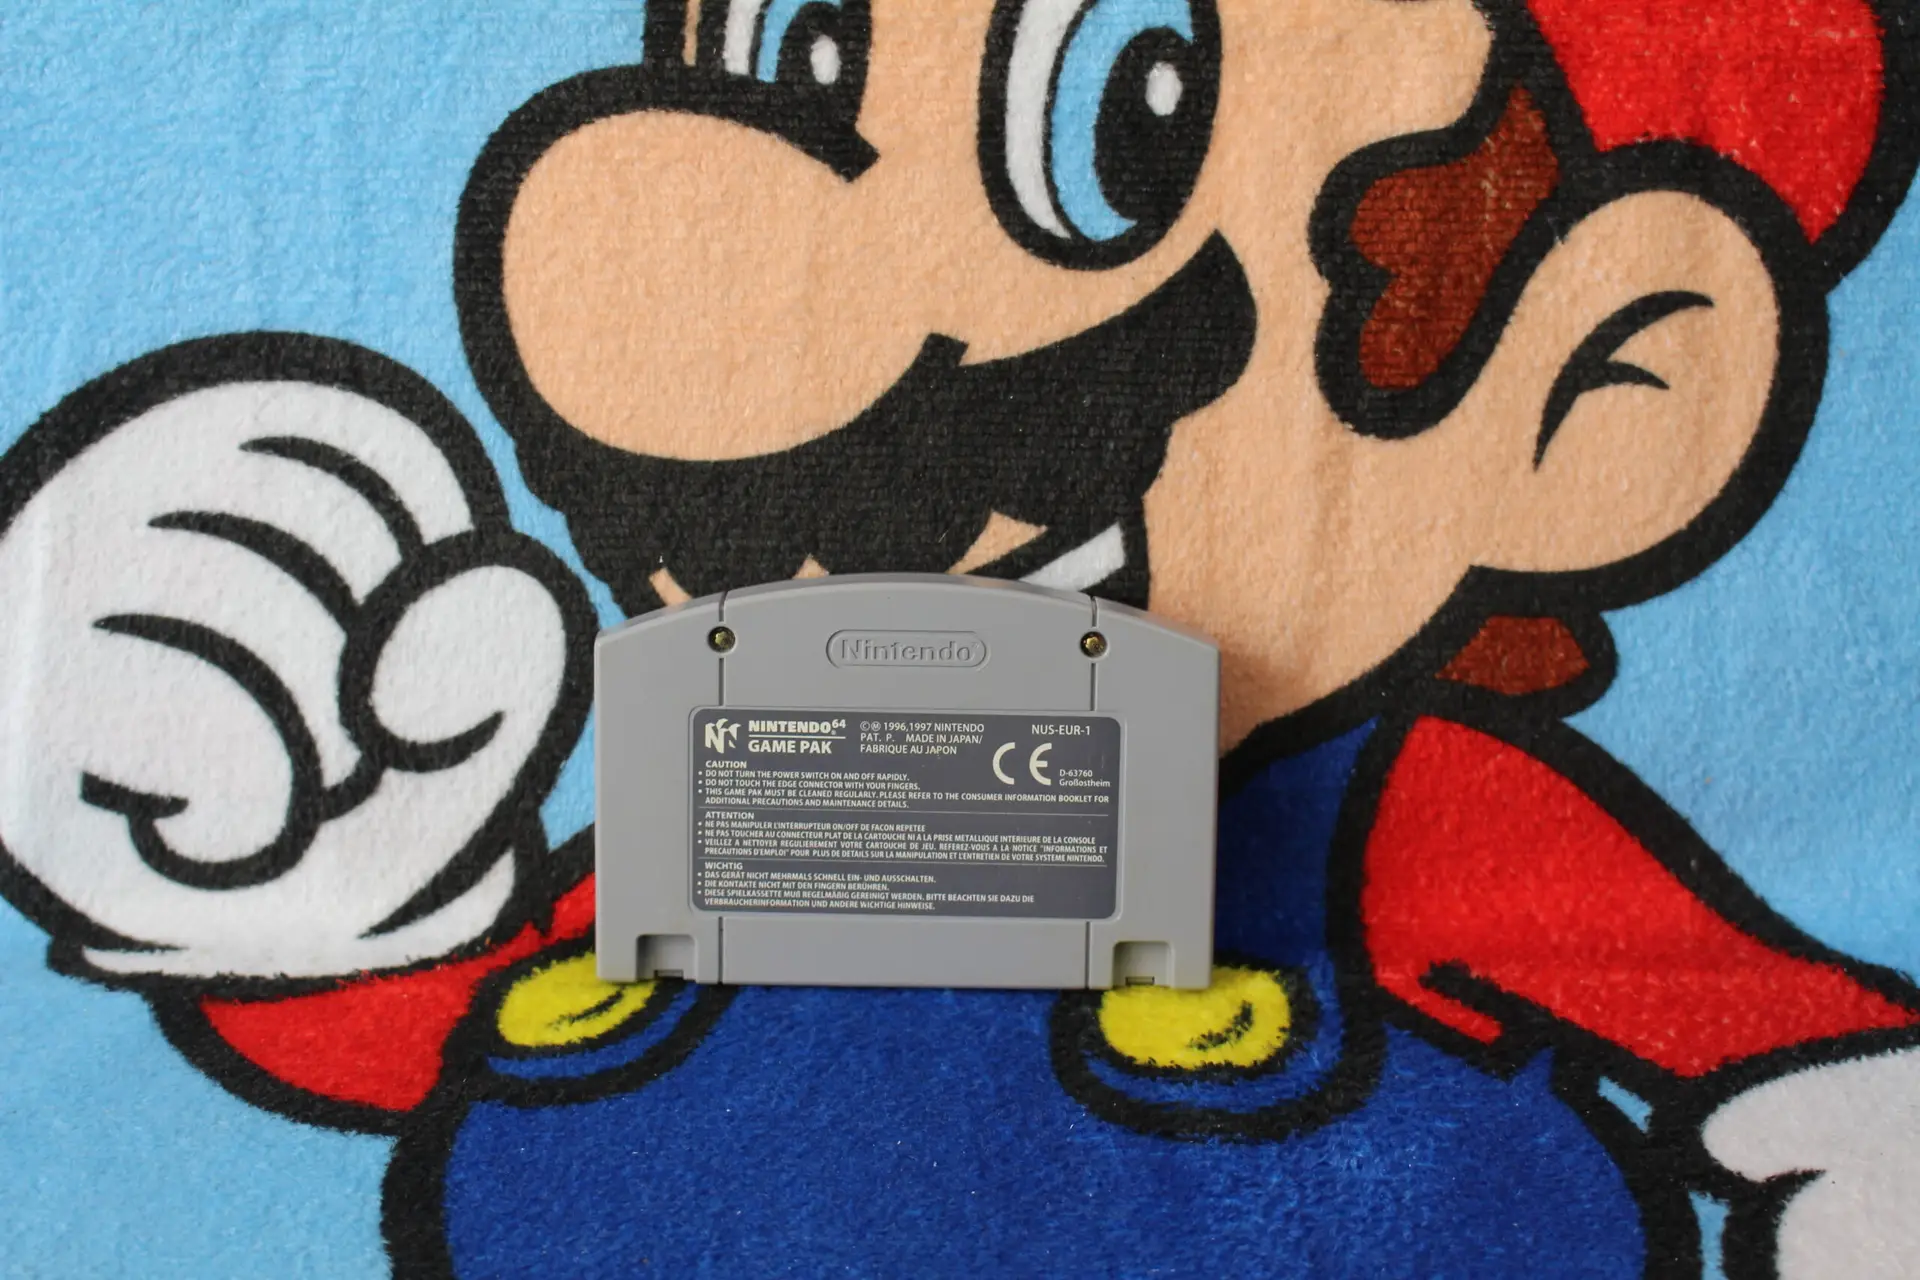 Nintendo
NINTENDO64
GAME PAK
©Ⓜ 1996,1997 NINTENDO
PAT. P. MADE IN JAPAN/
FABRIQUE AU JAPON
NUS-EUR-1
CE
D-63760
Großostheim
CAUTION
• DO NOT TURN THE POWER SWITCH ON AND OFF RAPIDLY.
• DO NOT TOUCH THE EDGE CONNECTOR WITH YOUR FINGERS.
• THIS GAME PAK MUST BE CLEANED REGULARLY. PLEASE REFER TO THE CONSUMER INFORMATION BOOKLET FOR
ADDITIONAL PRECAUTIONS AND MAINTENANCE DETAILS.
ATTENTION
• NE PAS MANIPULER L'INTERRUPTEUR ON/OFF DE FACON REPETEE
• NE PAS TOUCHER AU CONNECTEUR PLAT DE LA CARTOUCHE NI A LA PRISE METALLIQUE INTERIEURE DE LA CONSOLE
• VEILLEZ A NETTOYER REGULIEREMENT VOTRE CARTOUCHE DE JEU. REFEREZ-VOUS A LA NOTICE "INFORMATIONS ET
PRECAUTIONS D'EMPLOI" POUR PLUS DE DETAILS SUR LA MANIPULATION ET L'ENTRETIEN DE VOTRE SYSTEME NINTENDO.
WICHTIG
• DAS GERÄT NICHT MEHRMALS SCHNELL EIN- UND AUSSCHALTEN.
• DIE KONTAKTE NICHT MIT DEN FINGERN BERÜHREN.
• DIESE SPIELKASSETTE MUß REGELMÄßIG GEREINIGT WERDEN. BITTE BEACHTEN SIE DAZU DIE
VERBRAUCHERINFORMATION UND ANDERE WICHTIGE HINWEISE.